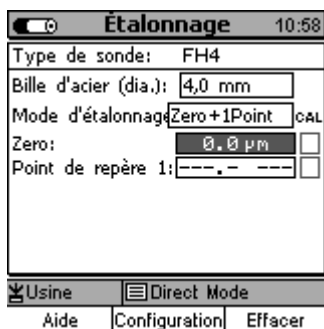 Étalonnage 10:58
Type de sonde: FH4
Bille d'acier (dia.): 4,0 mm
Mode d'étalonnage Zero+1Point CAL
Zero: 0.0 µm
Point de repère 1: ---.- ---
Usine Direct Mode
Aide Configuration Effacer